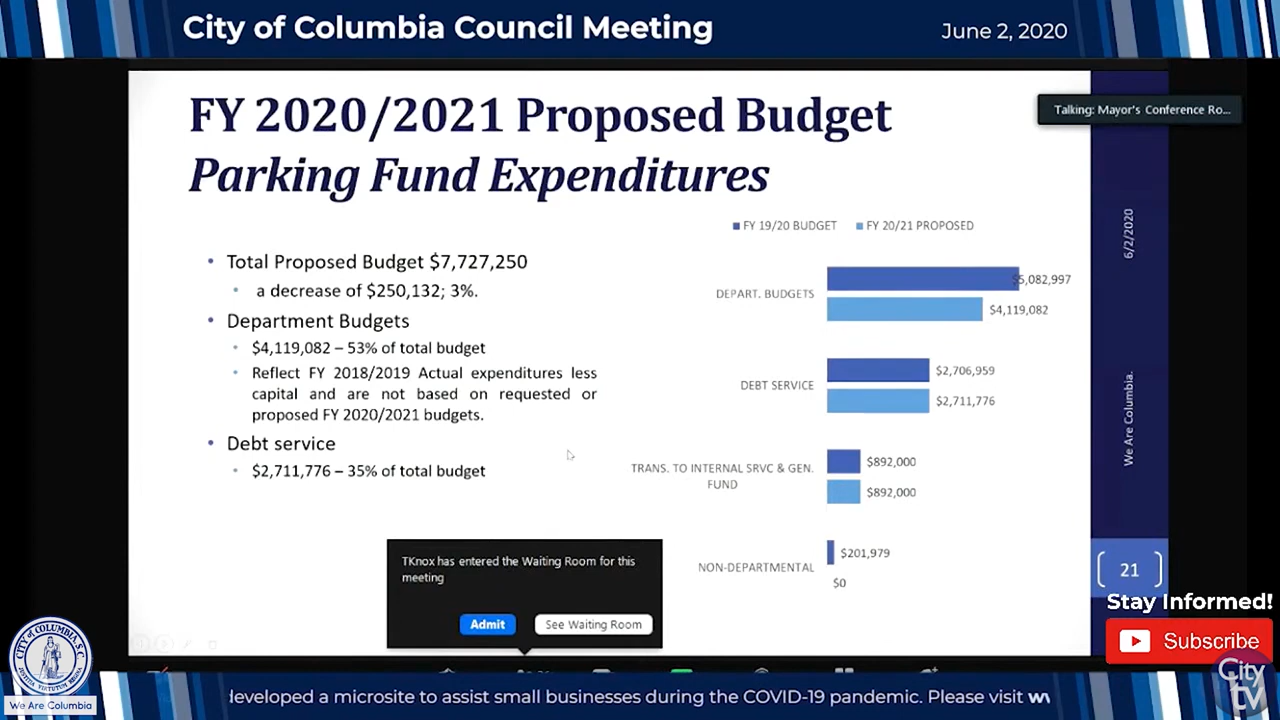 City of Columbia Council Meeting
June 2, 2020
FY 2020/2021 Proposed Budget
Parking Fund Expenditures
Talking: Mayor's Conference Ro...
6/2/2020
We Are Columbia.
21
• Total Proposed Budget $7,727,250
• a decrease of $250,132; 3%.
• Department Budgets
• $4,119,082 – 53% of total budget
• Reflect FY 2018/2019 Actual expenditures less
capital and are not based on requested or
proposed FY 2020/2021 budgets.
• Debt service
• $2,711,776 – 35% of total budget
FY 19/20 BUDGET FY 20/21 PROPOSED
DEPART. BUDGETS
$5,082,997
$4,119,082
DEBT SERVICE
$2,706,959
$2,711,776
TRANS. TO INTERNAL SRVC & GEN.
FUND
$892,000
$892,000
NON-DEPARTMENTAL
$201,979
$0
TKnox has entered the Waiting Room for this
meeting
Admit
See Waiting Room
Stay Informed!
Subscribe
City
tv
CITY OF COLUMBIA, S.C.
We Are Columbia
developed a microsite to assist small businesses during the COVID-19 pandemic. Please visit